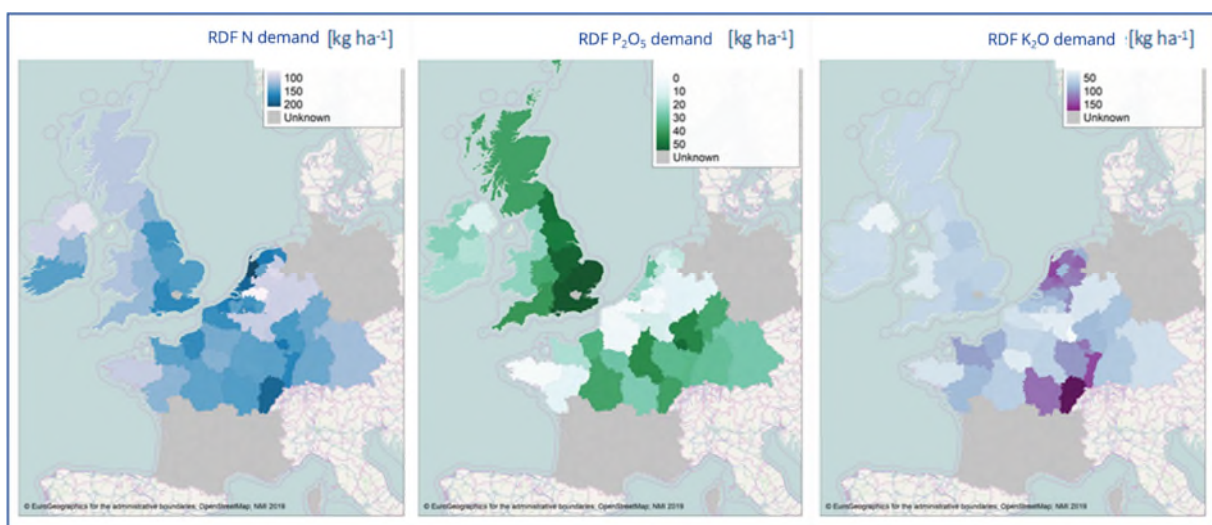 RDF N demand [kg ha-1]
100
150
200
Unknown
© EuroGeographics for the administrative boundaries; OpenStreetMap; NMI 2019
RDF P2O5 demand [kg ha-1]
0
10
20
30
40
50
Unknown
© EuroGeographics for the administrative boundaries; OpenStreetMap; NMI 2019
RDF K2O demand [kg ha-1]
50
100
150
Unknown
© EuroGeographics for the administrative boundaries; OpenStreetMap; NMI 2019